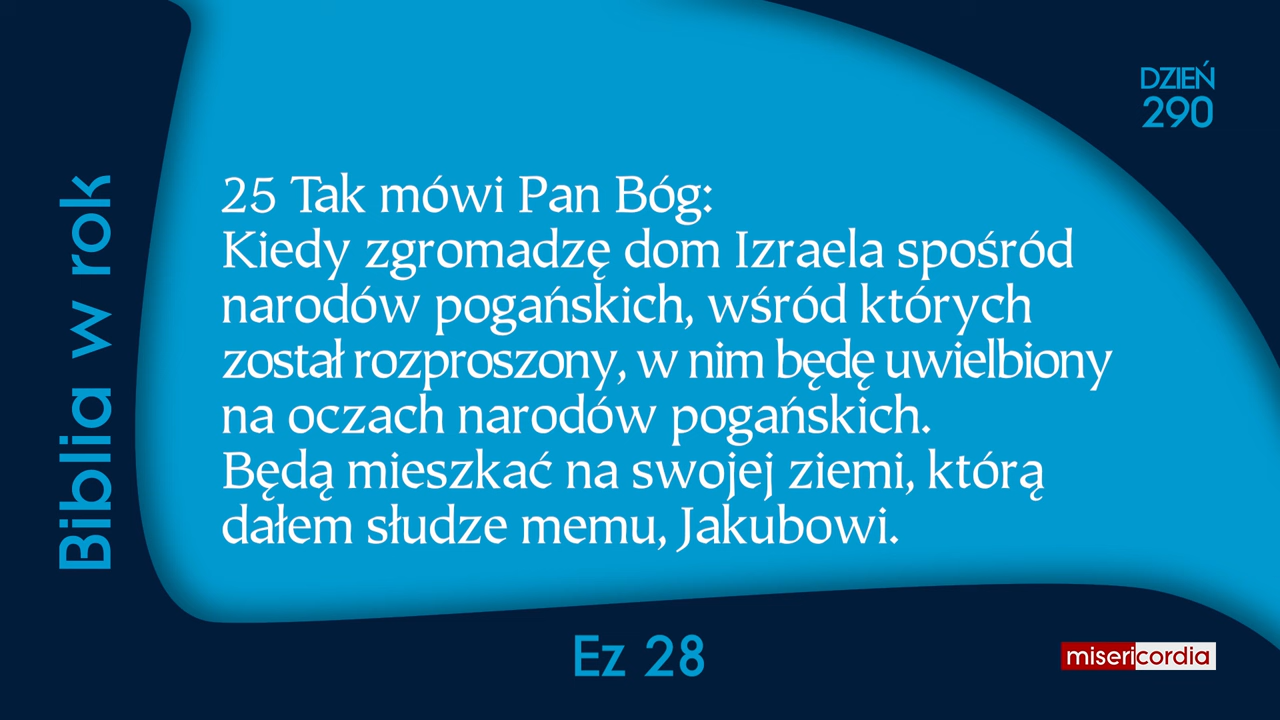 DZIEŃ
290
Biblia w rok
25 Tak mówi Pan Bóg:
Kiedy zgromadzę dom Izraela spośród
narodów pogańskich, wśród których
został rozproszony, w nim będę uwielbiony
na oczach narodów pogańskich.
Będą mieszkać na swojej ziemi, którą
dałem słudze memu, Jakubowi.
Ez 28
misericordia